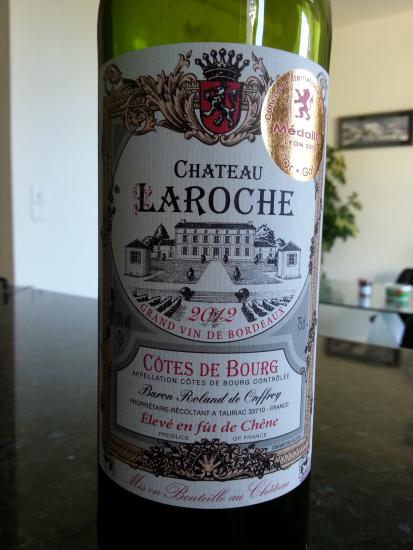 Médaille
LYON
Or • Go
CHATEAU
LAROCHE
2012
GRAND VIN DE BORDEAUX
75cl
CÔTES DE BOURG
APPELLATION CÔTES DE BOURG CONTRÔLÉE
Baron Roland de Onffroy
PROPRIÉTAIRE-RÉCOLTANT A TAURIAC 33710 - FRANCE
Élevé en fût de Chêne
PRODUCE OF FRANCE
Mis en Bouteille au Château